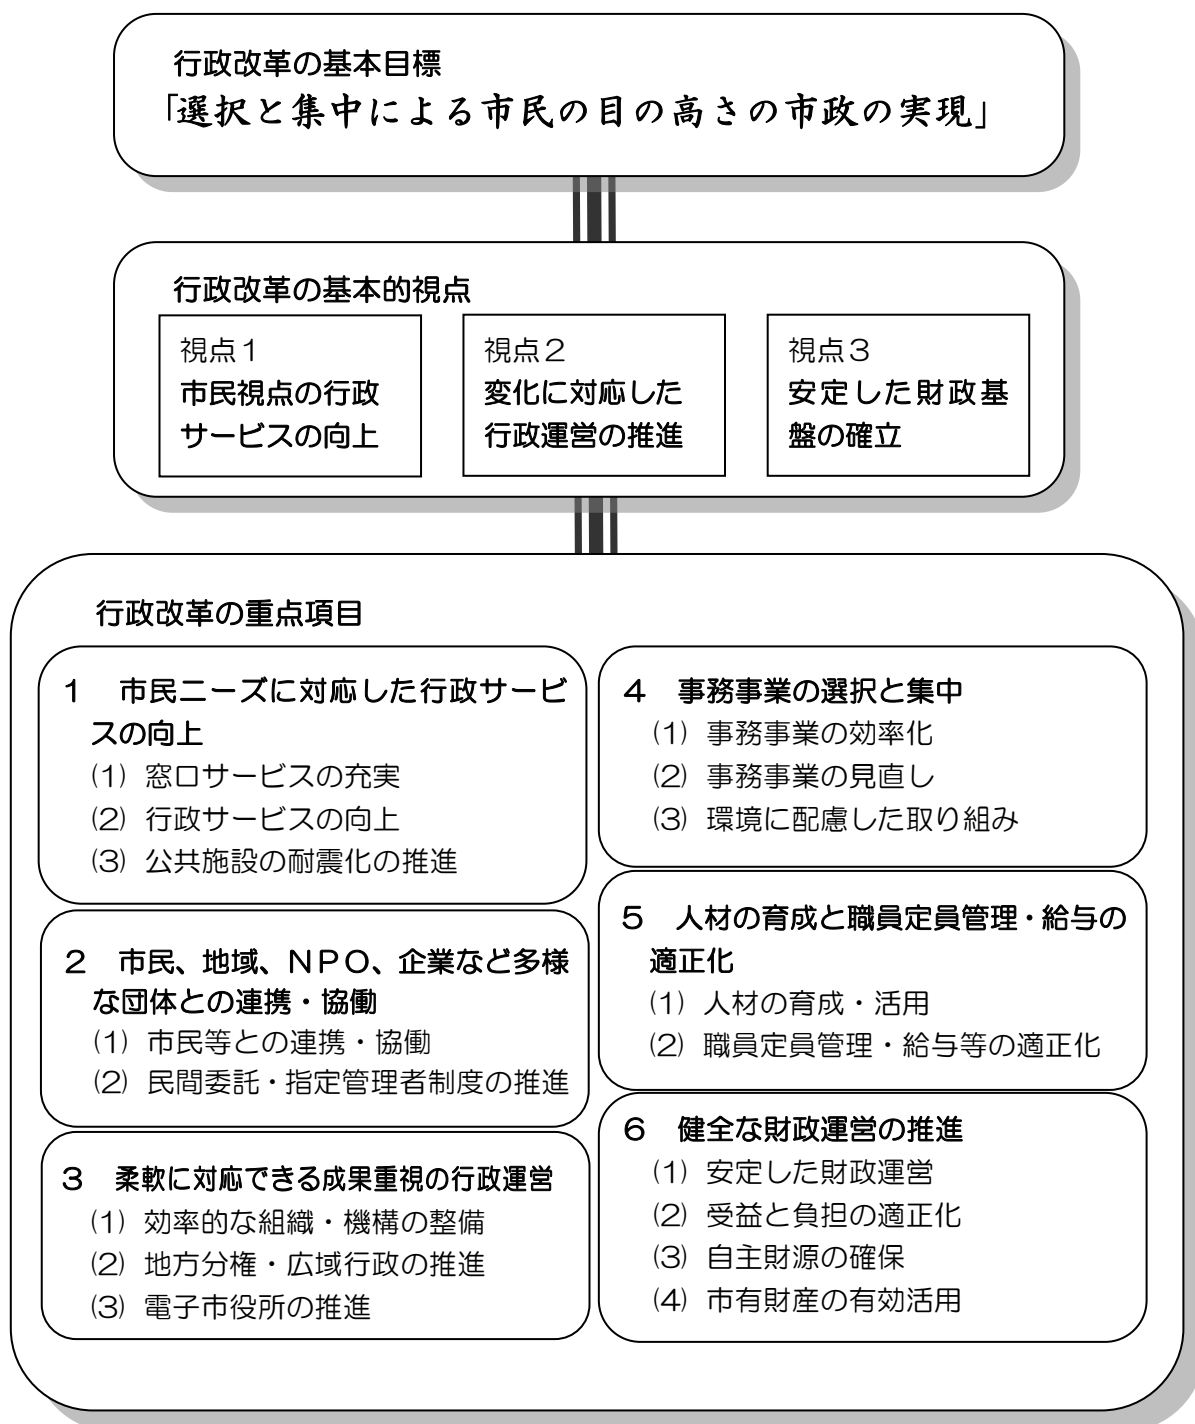 行政改革の基本目標
「選択と集中による市民の目の高さの市政の実現」
行政改革の基本的視点
視点1
市民視点の行政
サービスの向上
視点2
変化に対応した
行政運営の推進
視点3
安定した財政基
盤の確立
行政改革の重点項目
1　市民ニーズに対応した行政サービ
スの向上
(1) 窓口サービスの充実
(2) 行政サービスの向上
(3) 公共施設の耐震化の推進
2　市民、地域、NPO、企業など多様
な団体との連携・協働
(1) 市民等との連携・協働
(2) 民間委託・指定管理者制度の推進
3　柔軟に対応できる成果重視の行政運営
(1) 効率的な組織・機構の整備
(2) 地方分権・広域行政の推進
(3) 電子市役所の推進
4　事務事業の選択と集中
(1) 事務事業の効率化
(2) 事務事業の見直し
(3) 環境に配慮した取り組み
5　人材の育成と職員定員管理・給与の
適正化
(1) 人材の育成・活用
(2) 職員定員管理・給与等の適正化
6　健全な財政運営の推進
(1) 安定した財政運営
(2) 受益と負担の適正化
(3) 自主財源の確保
(4) 市有財産の有効活用